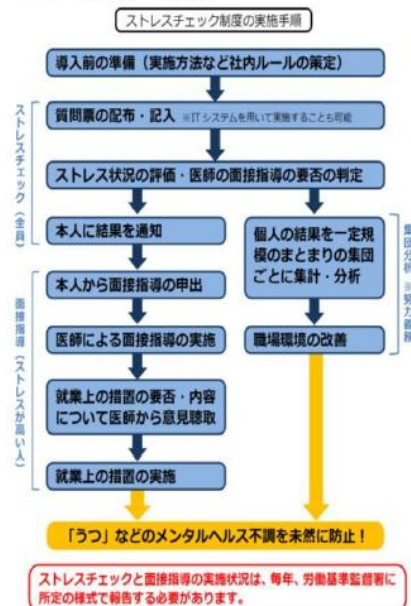 ストレスチェック制度の実施手順
導入前の準備（実施方法など社内ルールの策定）
質問票の配布・記入 ※ITシステムを用いて実施することも可能
ストレス状況の評価・医師の面接指導の要否の判定
本人に結果を通知
本人から面接指導の申出
医師による面接指導の実施
就業上の措置の要否・内容
について医師から意見聴取
就業上の措置の実施
個人の結果を一定規
模のまとまりの集団
ごとに集計・分析
職場環境の改善
ストレスチェック（全員）
面接指導（ストレスが高い人）
集団分析 ※努力義務
「うつ」などのメンタルヘルス不調を未然に防止！
ストレスチェックと面接指導の実施状況は、毎年、労働基準監督署に
所定の様式で報告する必要があります。